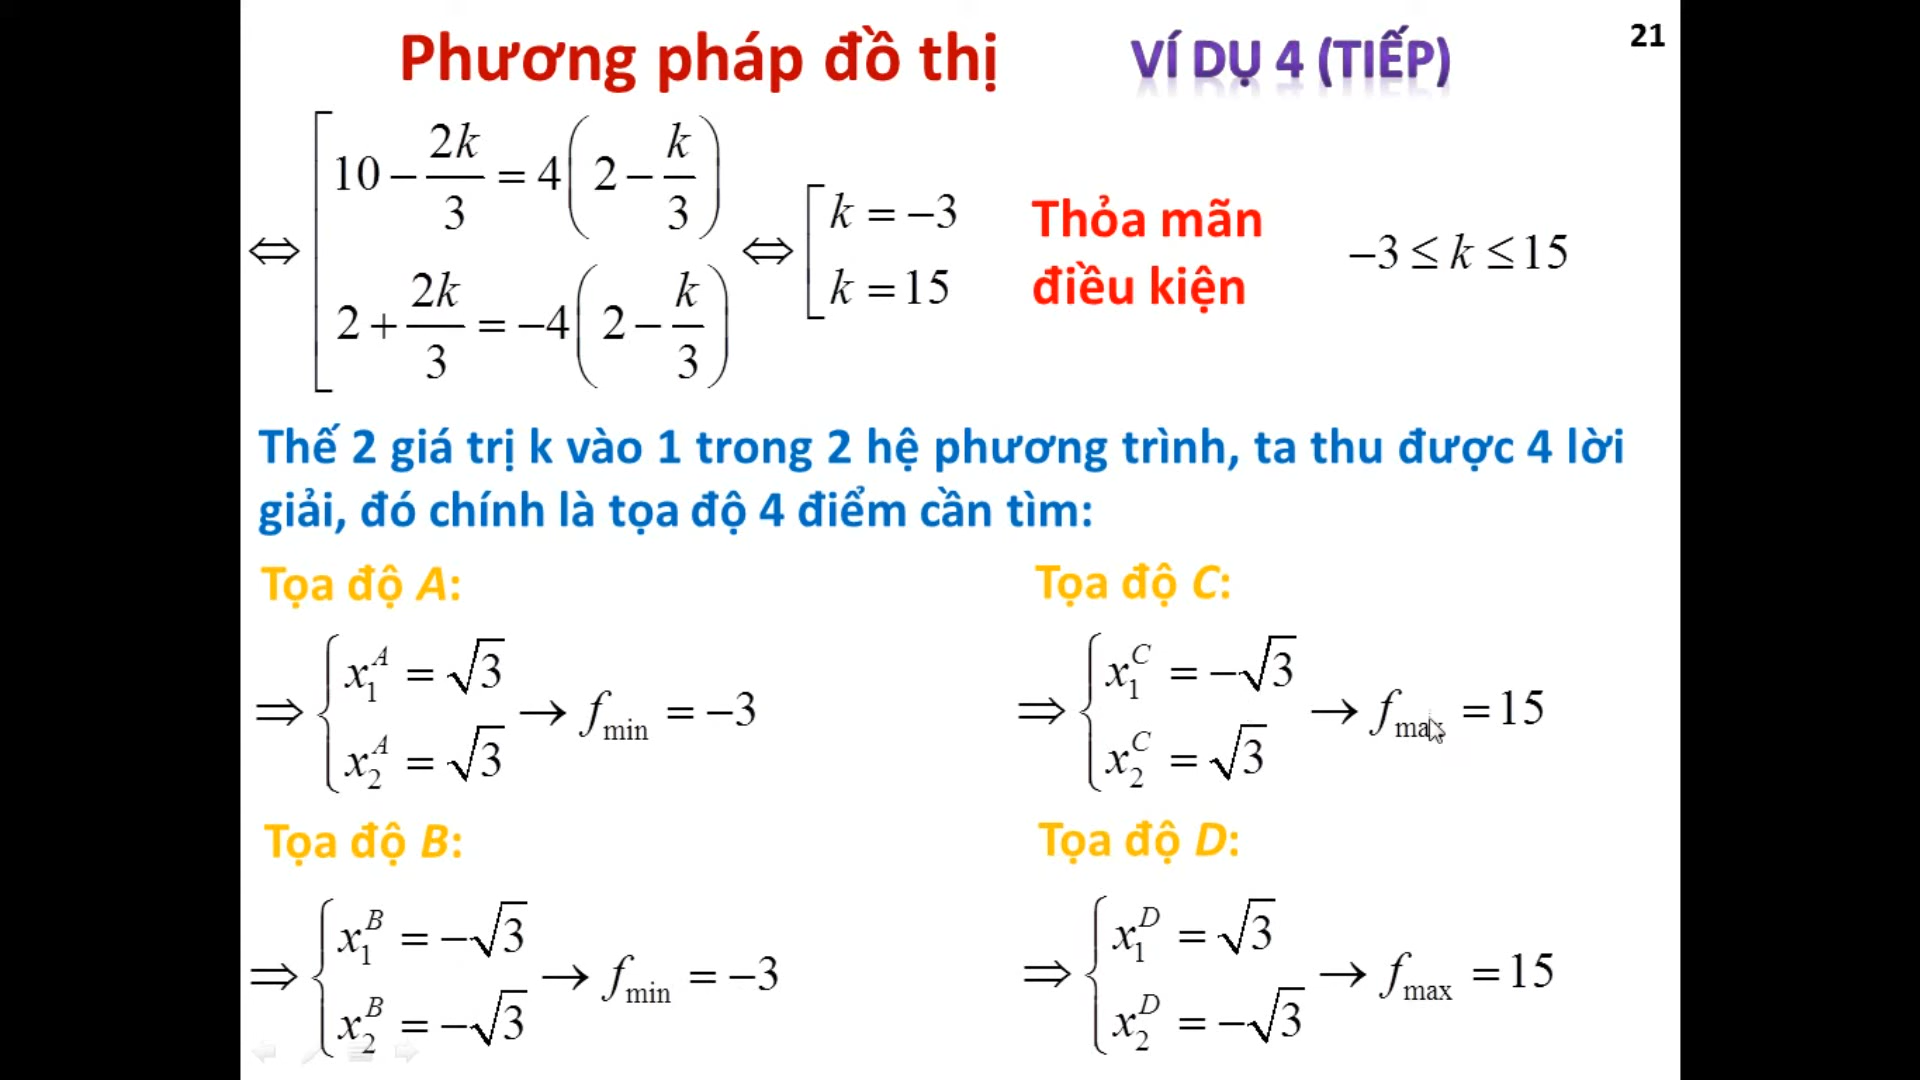 Phương pháp đồ thị
VÍ DỤ 4 (TIẾP)
21
⇔ [ 10 − 2k/3 = 4(2 − k/3)
2 + 2k/3 = −4(2 − k/3)
⇔ [ k = −3
k = 15
Thỏa mãn
điều kiện
−3 ≤ k ≤ 15
Thế 2 giá trị k vào 1 trong 2 hệ phương trình, ta thu được 4 lời
giải, đó chính là tọa độ 4 điểm cần tìm:
Tọa độ A:
⇒ { x₁ᴬ = √3
x₂ᴬ = √3
→ f_min = −3
Tọa độ C:
⇒ { x₁^C = −√3
x₂^C = √3
→ f_max = 15
Tọa độ B:
⇒ { x₁ᴮ = −√3
x₂ᴮ = −√3
→ f_min = −3
Tọa độ D:
⇒ { x₁ᴰ = √3
x₂ᴰ = −√3
→ f_max = 15